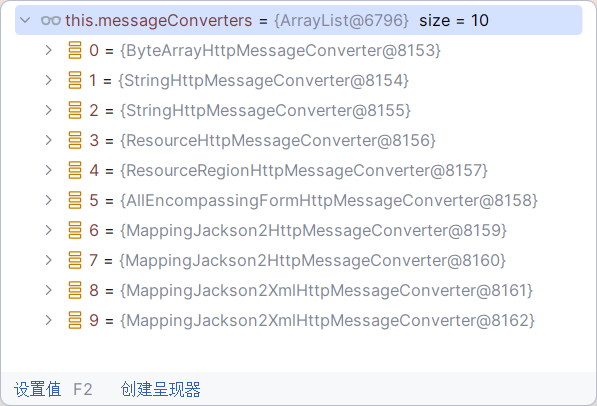 this.messageConverters = {ArrayList@6796} size = 10
0 = {ByteArrayHttpMessageConverter@8153}
1 = {StringHttpMessageConverter@8154}
2 = {StringHttpMessageConverter@8155}
3 = {ResourceHttpMessageConverter@8156}
4 = {ResourceRegionHttpMessageConverter@8157}
5 = {AllEncompassingFormHttpMessageConverter@8158}
6 = {MappingJackson2HttpMessageConverter@8159}
7 = {MappingJackson2HttpMessageConverter@8160}
8 = {MappingJackson2XmlHttpMessageConverter@8161}
9 = {MappingJackson2XmlHttpMessageConverter@8162}
设置值 F2 创建呈现器